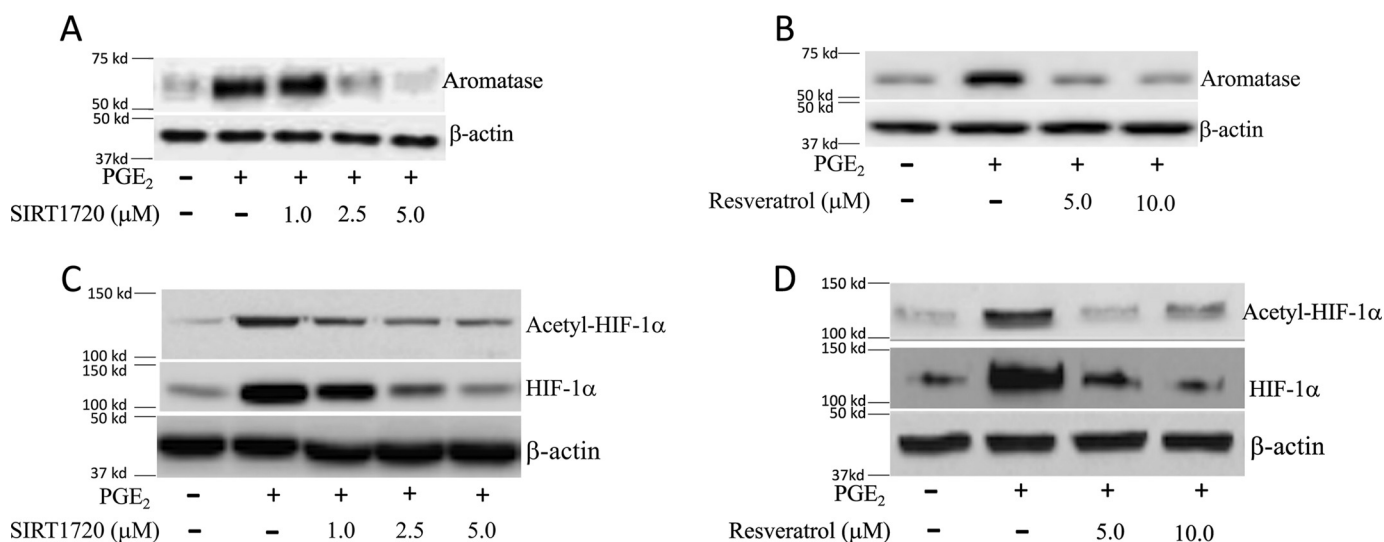 A
75 kd
Aromatase
50 kd
50 kd
β-actin
37kd
PGE₂ - + + + +
SIRT1720 (μM) - - 1.0 2.5 5.0
B
75 kd
Aromatase
50 kd
50 kd
β-actin
37 kd
PGE₂ - + + +
Resveratrol (μM) - - 5.0 10.0
C
150 kd
Acetyl-HIF-1α
100 kd
150 kd
HIF-1α
100 kd
50 kd
β-actin
37 kd
PGE₂ - + + + +
SIRT1720 (μM) - - 1.0 2.5 5.0
D
150 kd
Acetyl-HIF-1α
100 kd
150 kd
HIF-1α
100 kd
50 kd
β-actin
37kd
PGE₂ - + + +
Resveratrol (μM) - - 5.0 10.0